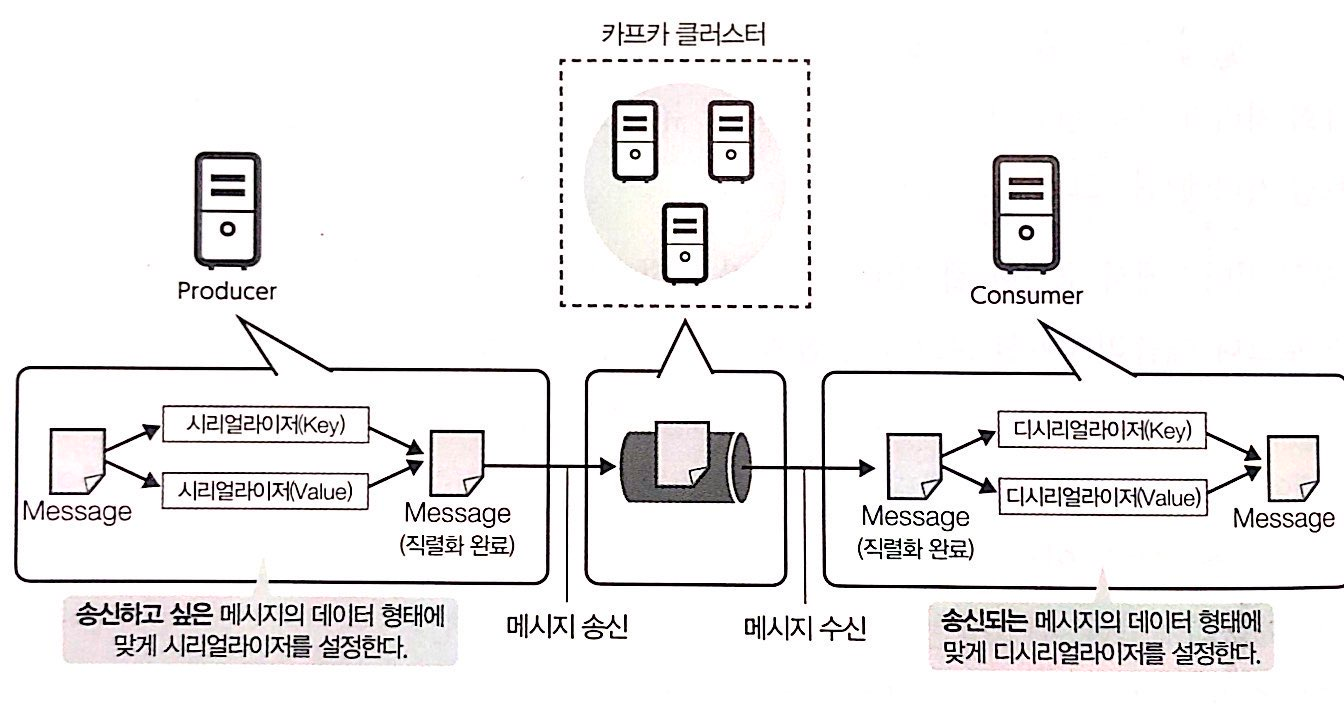 카프카 클러스터
Producer
Consumer
시리얼라이저(Key)
시리얼라이저(Value)
Message
Message
(직렬화 완료)
송신하고 싶은 메시지의 데이터 형태에
맞게 시리얼라이저를 설정한다.
메시지 송신
메시지 수신
디시리얼라이저(Key)
디시리얼라이저(Value)
Message
(직렬화 완료)
Message
송신되는 메시지의 데이터 형태에
맞게 디시리얼라이저를 설정한다.